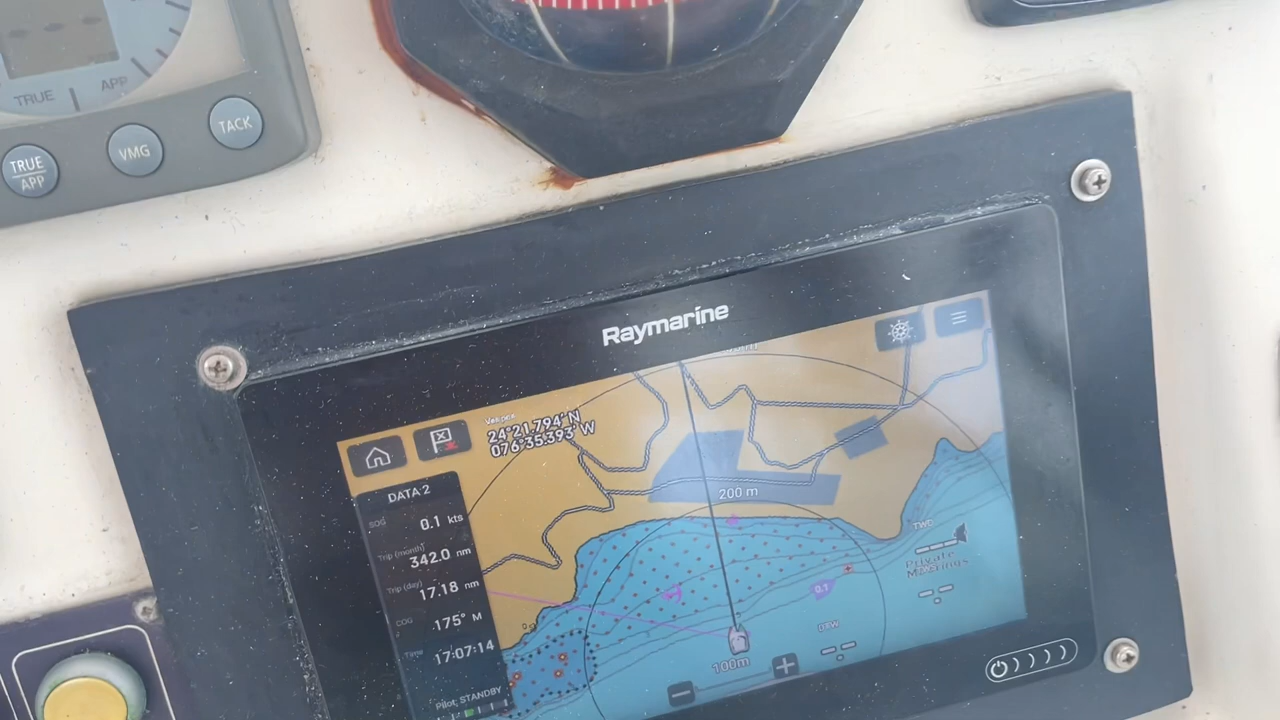 TRUE
APP
TRUE
APP
VMG
TACK
Raymarine
24°21.794' N
076°35.393' W
DATA 2
SOG
0.1 kts
Trip (month)
342.0 nm
Trip (day)
17.18 nm
COG
175° M
Time
17:07:14
Pilot: STANDBY
200 m
TWD
Private
Moorings
0.1
DTW
100m